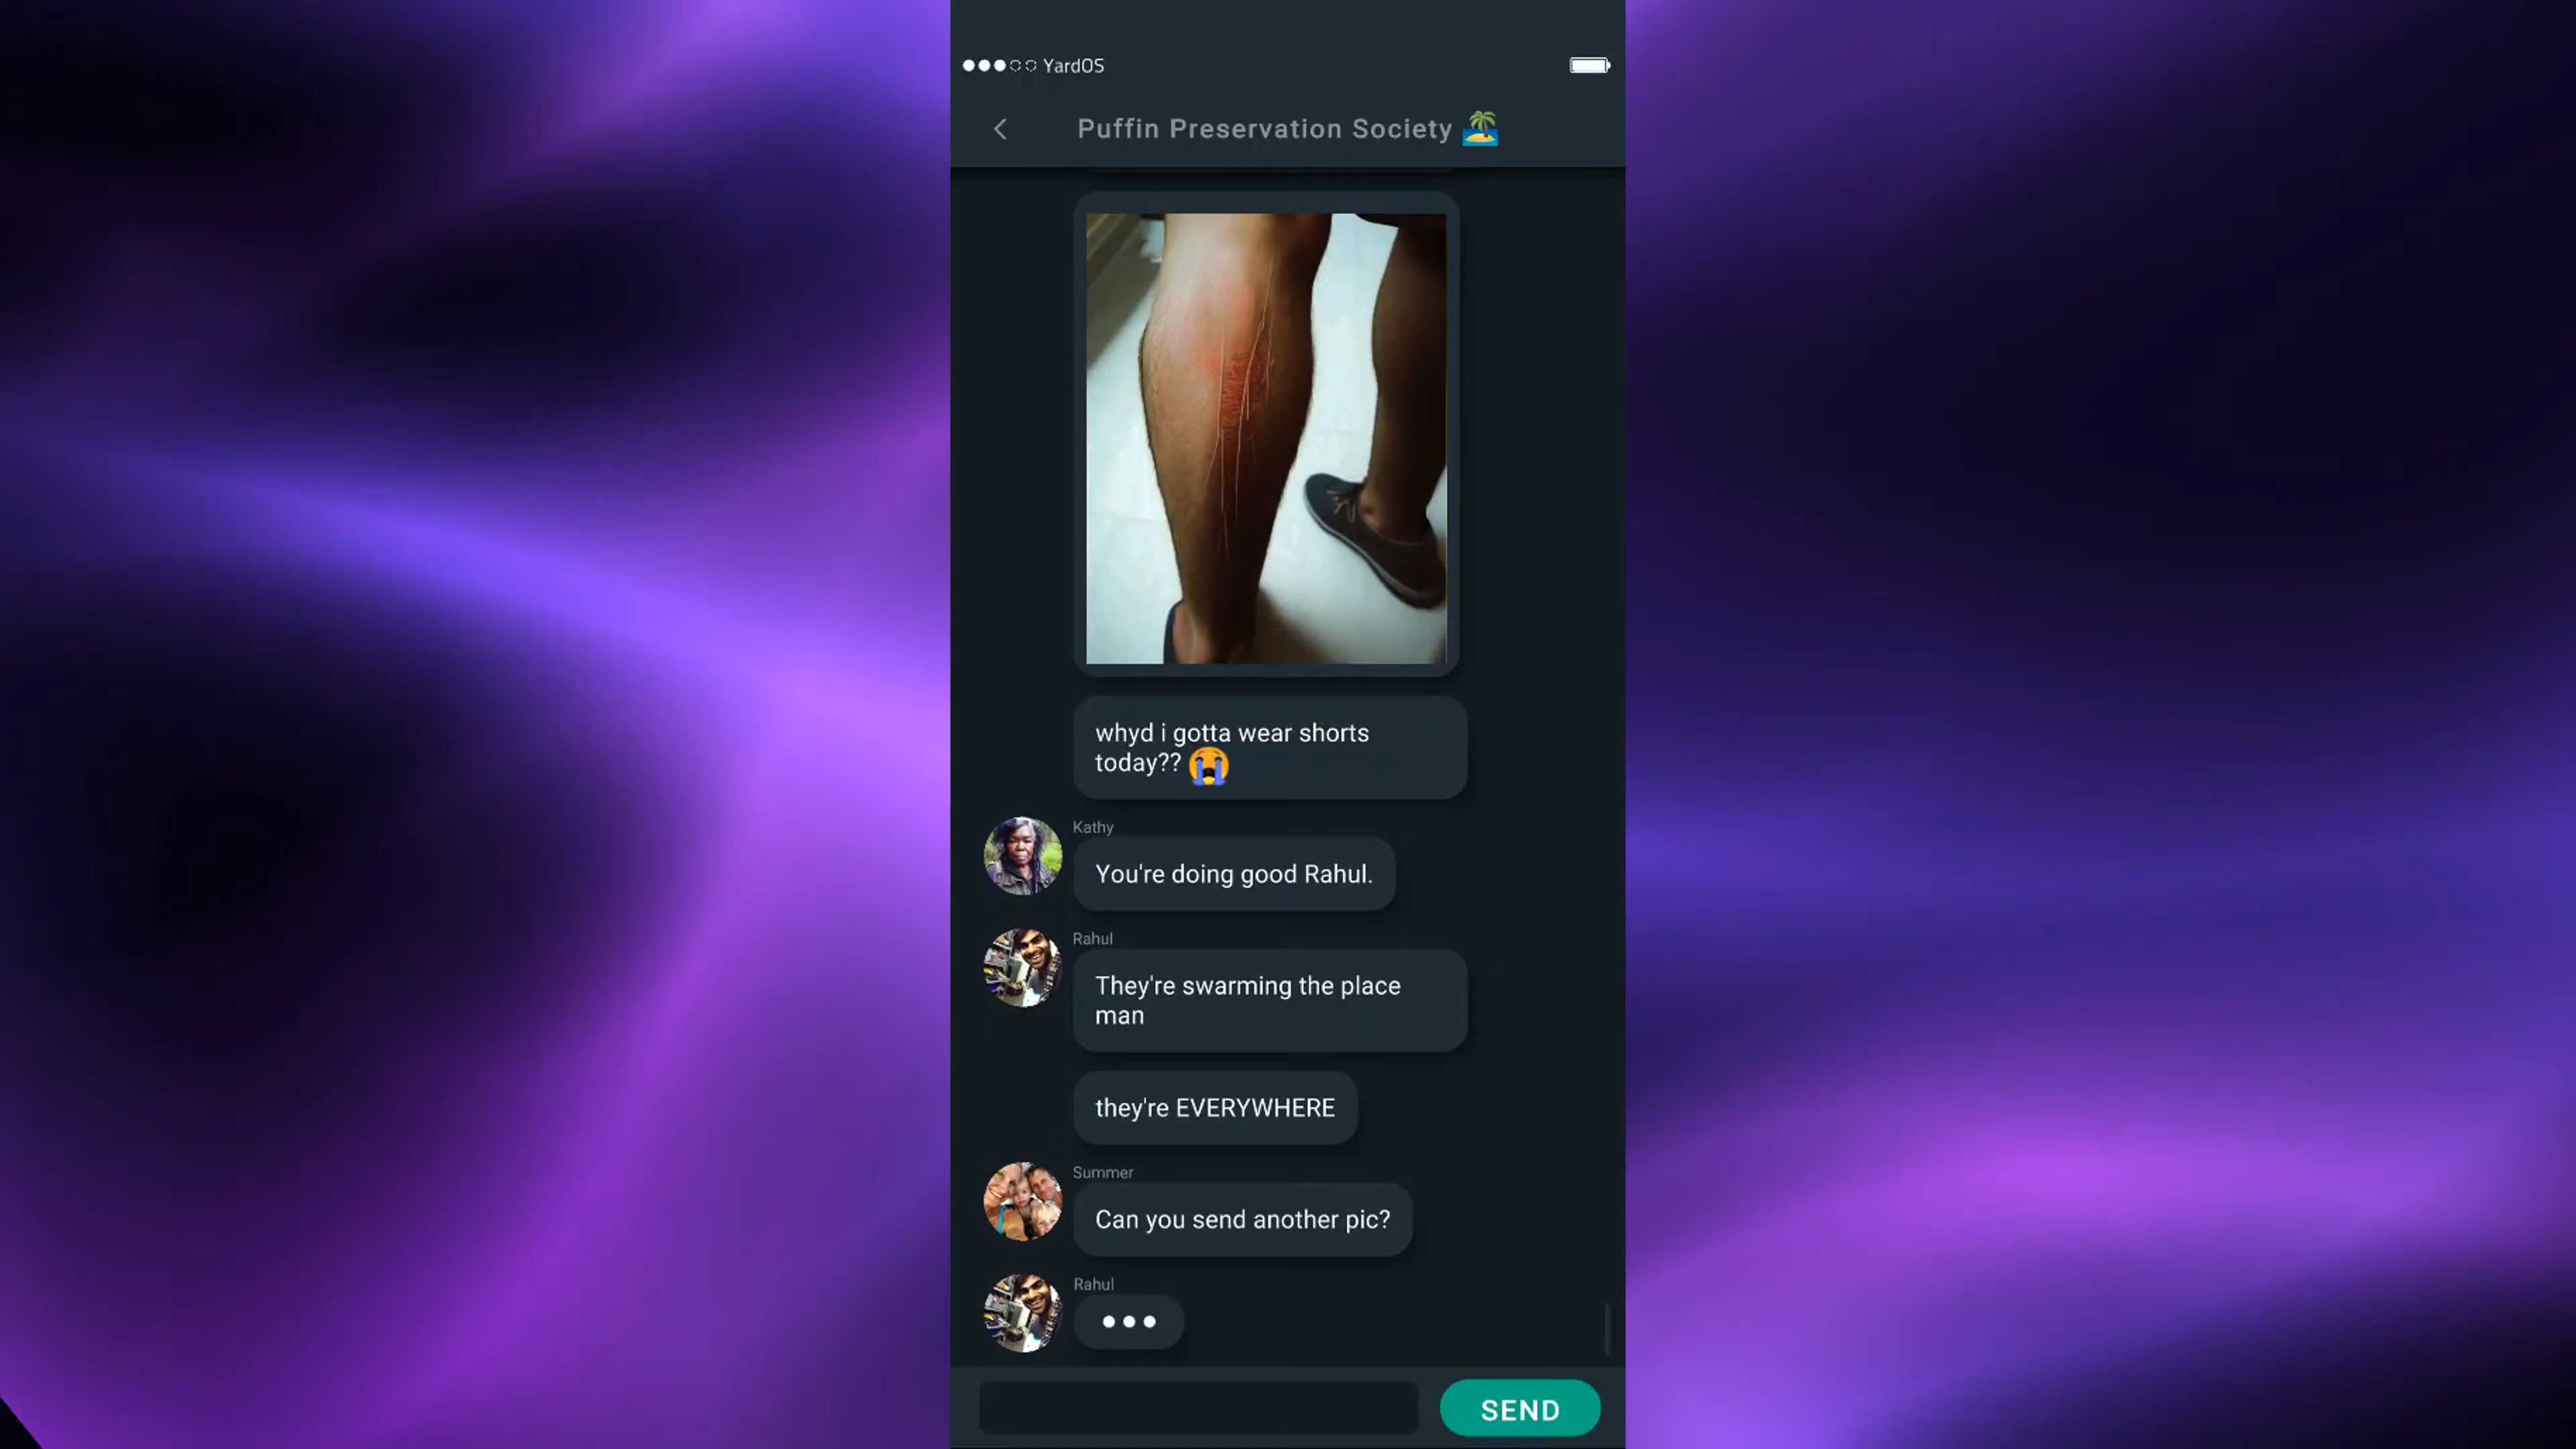 YardOS
Puffin Preservation Society 🏝️
whyd i gotta wear shorts
today?? 😭
Kathy
You're doing good Rahul.
Rahul
They're swarming the place
man
they're EVERYWHERE
Summer
Can you send another pic?
Rahul
SEND